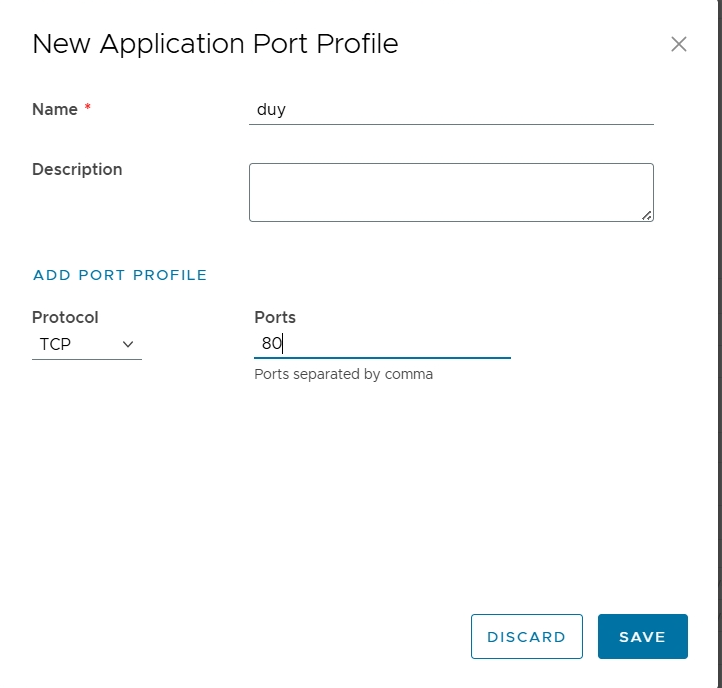 New Application Port Profile
Name *
duy
Description
ADD PORT PROFILE
Protocol
Ports
TCP
80
Ports separated by comma
DISCARD
SAVE